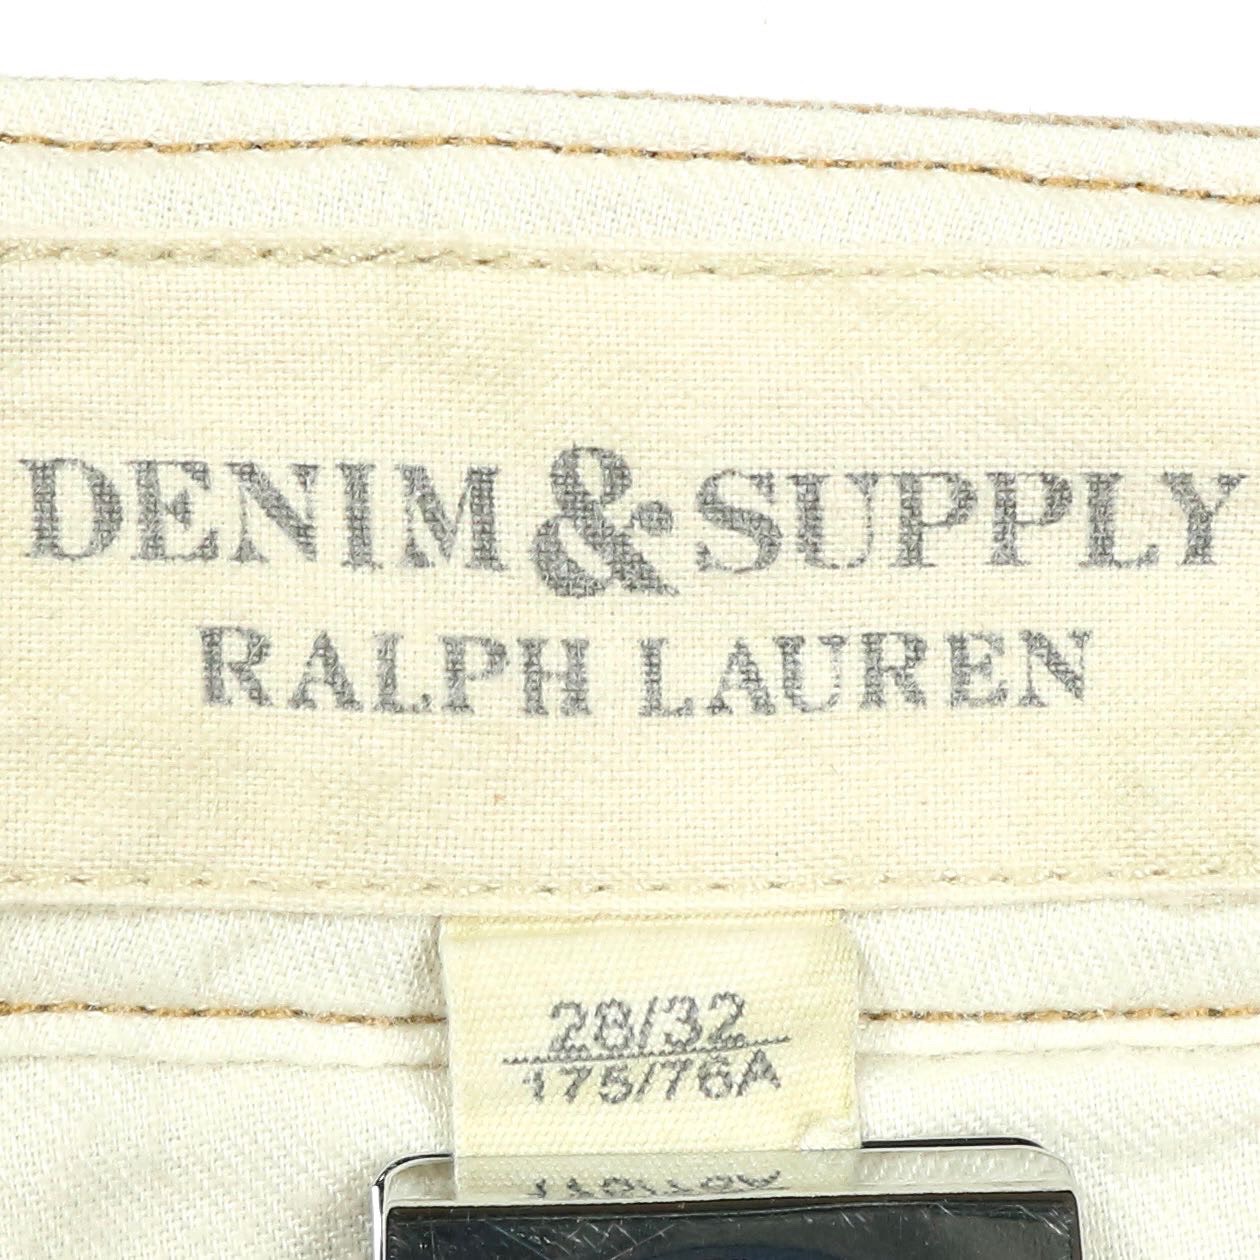 DENIM & SUPPLY
RALPH LAUREN
28/32
175/76A